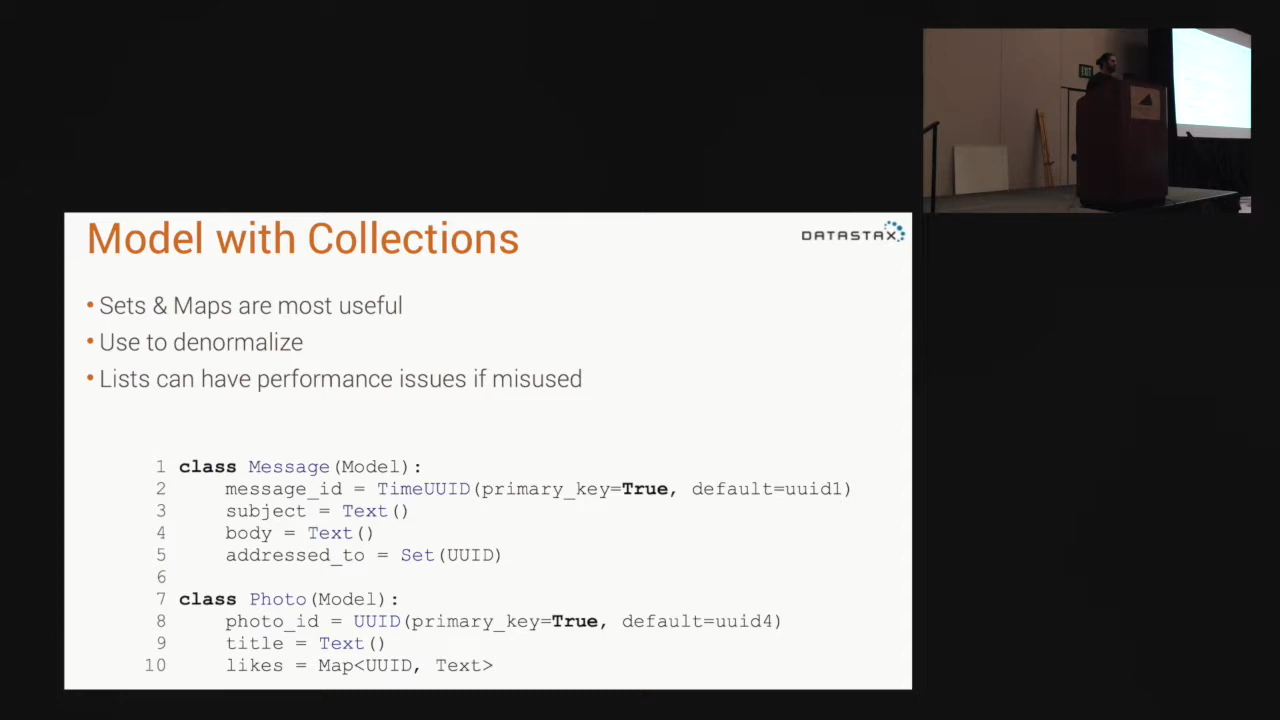 EXIT
Model with Collections
DATASTAX
• Sets & Maps are most useful
• Use to denormalize
• Lists can have performance issues if misused
1 class Message(Model):
2 message_id = TimeUUID(primary_key=True, default=uuid1)
3 subject = Text()
4 body = Text()
5 addressed_to = Set(UUID)
6
7 class Photo(Model):
8 photo_id = UUID(primary_key=True, default=uuid4)
9 title = Text()
10 likes = Map<UUID, Text>